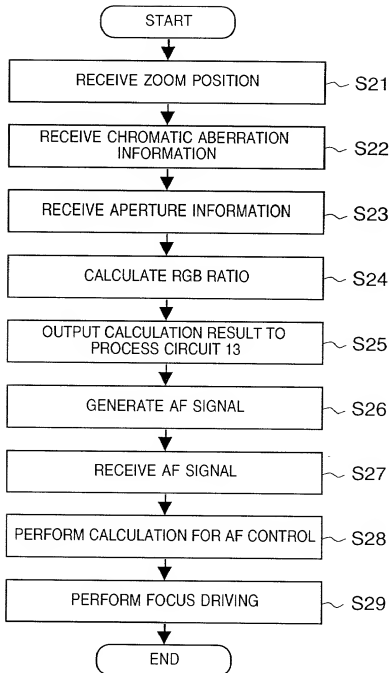 START
RECEIVE ZOOM POSITION
S21
RECEIVE CHROMATIC ABERRATION
INFORMATION
S22
RECEIVE APERTURE INFORMATION
S23
CALCULATE RGB RATIO
S24
OUTPUT CALCULATION RESULT TO
PROCESS CIRCUIT 13
S25
GENERATE AF SIGNAL
S26
RECEIVE AF SIGNAL
S27
PERFORM CALCULATION FOR AF CONTROL
S28
PERFORM FOCUS DRIVING
S29
END